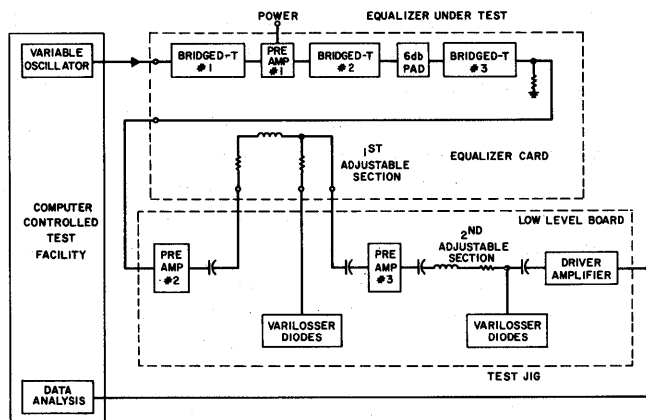 POWER
EQUALIZER UNDER TEST
VARIABLE
OSCILLATOR
BRIDGED-T
#1
PRE
AMP
#1
BRIDGED-T
#2
6db
PAD
BRIDGED-T
#3
1ST
ADJUSTABLE
SECTION
EQUALIZER CARD
COMPUTER
CONTROLLED
TEST
FACILITY
LOW LEVEL BOARD
PRE
AMP
#2
PRE
AMP
#3
2ND
ADJUSTABLE
SECTION
DRIVER
AMPLIFIER
VARILOSSER
DIODES
VARILOSSER
DIODES
TEST JIG
DATA
ANALYSIS